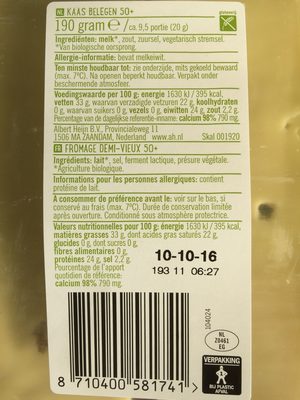 NL KAAS BELEGEN 50+
190 gram e / ca. 9,5 portie (20 g)
glutenvrij
Ingrediënten: melk*, zout, zuursel, vegetarisch stremsel.
*Van biologische oorsprong.
Allergie-informatie: bevat melkeiwit.
Ten minste houdbaar tot: zie onderzijde, mits gekoeld bewaard
(max. 7°C). Na openen beperkt houdbaar. Verpakt onder
beschermende atmosfeer.
Voedingswaarde per 100 g: energie 1630 kJ / 395 kcal,
vetten 33 g, waarvan verzadigde vetzuren 22 g, koolhydraten
0 g, waarvan suikers 0 g, vezels 0 g, eiwitten 24 g, zout 2,2 g.
Percentage van de dagelijkse referentie-inname: calcium 98% 790 mg.
Albert Heijn B.V., Provincialeweg 11
1506 MA ZAANDAM, Nederland www.ah.nl Skal 001920
FR FROMAGE DEMI-VIEUX 50+
Ingrédients: lait*, sel, ferment lactique, présure végétale.
*Agriculture biologique.
Informations pour les personnes allergiques: contient
protéine de lait.
A consommer de préférence avant le: voir sur le bas, si
conservé au frais (max. 7°C). Durée de conservation limitée
après ouverture. Conditionné sous atmosphère protectrice.
Valeurs nutritionnelles pour 100 g: énergie 1630 kJ / 395 kcal,
matières grasses 33 g, dont acides gras saturés 22 g,
glucides 0 g, dont sucres 0 g,
fibres alimentaires 0 g,
protéines 24 g, sel 2,2 g.
Pourcentage de l'apport
quotidien de référence:
calcium 98% 790 mg.
10-10-16
193 11 06:27
104024
NL
Z0461
EG
VERPAKKING
BIJ PLASTIC
AFVAL
8 710400 581741